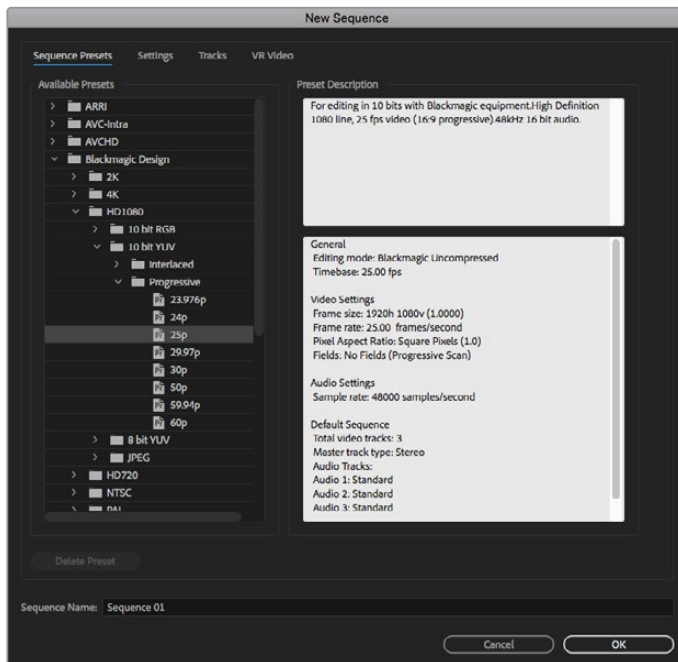 New Sequence
Sequence Presets Settings Tracks VR Video
Available Presets
ARRI
AVC-Intra
AVCHD
Blackmagic Design
2K
4K
HD1080
10 bit RGB
10 bit YUV
Interlaced
Progressive
23.976p
24p
25p
29.97p
30p
50p
59.94p
60p
8 bit YUV
JPEG
HD720
NTSC
PAL
Delete Preset
Preset Description
For editing in 10 bits with Blackmagic equipment.High Definition
1080 line, 25 fps video (16:9 progressive).48kHz 16 bit audio.
General
Editing mode: Blackmagic Uncompressed
Timebase: 25.00 fps
Video Settings
Frame size: 1920h 1080v (1.0000)
Frame rate: 25.00 frames/second
Pixel Aspect Ratio: Square Pixels (1.0)
Fields: No Fields (Progressive Scan)
Audio Settings
Sample rate: 48000 samples/second
Default Sequence
Total video tracks: 3
Master track type: Stereo
Audio Tracks:
Audio 1: Standard
Audio 2: Standard
Audio 3: Standard
Sequence Name: Sequence 01
Cancel OK